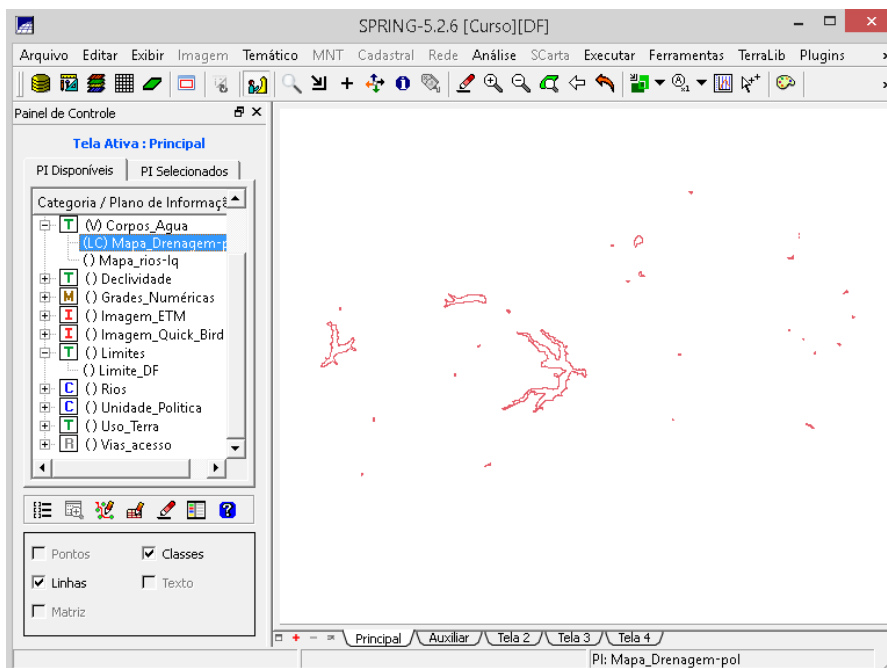 SPRING-5.2.6 [Curso][DF]
Arquivo Editar Exibir Imagem Temático MNT Cadastral Rede Análise SCarta Executar Ferramentas TerraLib Plugins »
Painel de Controle
Tela Ativa : Principal
PI Disponíveis PI Selecionados
Categoria / Plano de Informaçã
T (V) Corpos_Agua
(LC) Mapa_Drenagem-p
() Mapa_rios-lq
T () Declividade
M () Grades_Numéricas
I () Imagem_ETM
I () Imagem_Quick_Bird
T () Limites
() Limite_DF
C () Rios
C () Unidade_Politica
T () Uso_Terra
R () Vias_acesso
Pontos Classes
Linhas Texto
Matriz
Principal Auxiliar Tela 2 Tela 3 Tela 4
PI: Mapa_Drenagem-pol